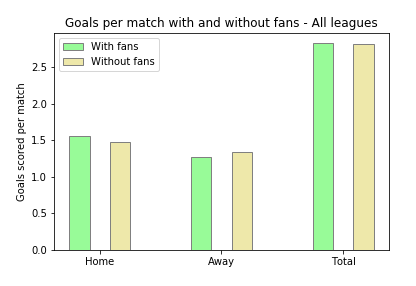 Goals per match with and without fans - All leagues
With fans
Without fans
Goals scored per match
2.5
2.0
1.5
1.0
0.5
0.0
Home Away Total